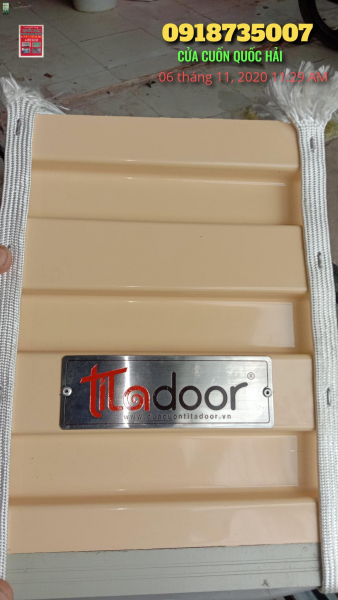 0918735007
CỬA CUỐN QUỐC HẢI
06 tháng 11, 2020 11:29 AM
titadoor®
www.cuacuontitadoor.vn